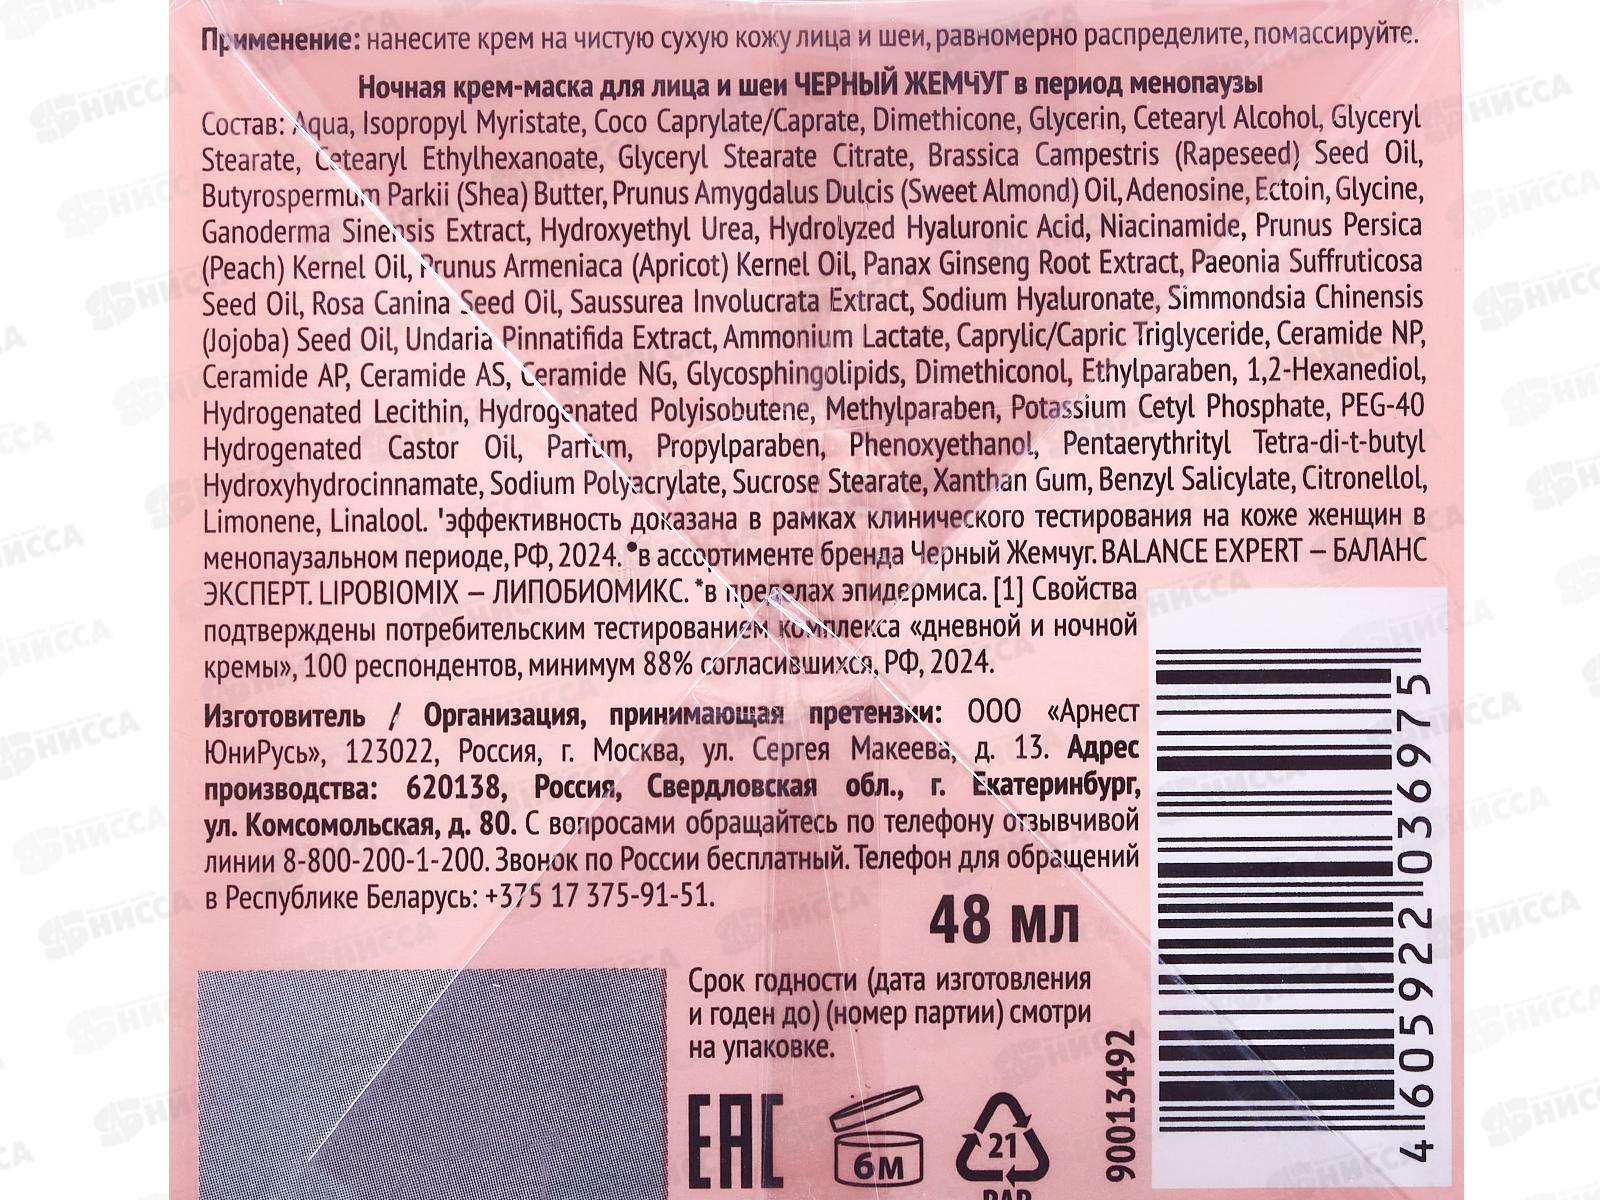 Применение: нанесите крем на чистую сухую кожу лица и шеи, равномерно распределите, помассируйте.
Ночная крем-маска для лица и шеи ЧЕРНЫЙ ЖЕМЧУГ в период менопаузы
Состав: Aqua, Isopropyl Myristate, Coco Caprylate/Caprate, Dimethicone, Glycerin, Cetearyl Alcohol, Glyceryl
Stearate, Cetearyl Ethylhexanoate, Glyceryl Stearate Citrate, Brassica Campestris (Rapeseed) Seed Oil,
Butyrospermum Parkii (Shea) Butter, Prunus Amygdalus Dulcis (Sweet Almond) Oil, Adenosine, Ectoin, Glycine,
Ganoderma Sinensis Extract, Hydroxyethyl Urea, Hydrolyzed Hyaluronic Acid, Niacinamide, Prunus Persica
(Peach) Kernel Oil, Prunus Armeniaca (Apricot) Kernel Oil, Panax Ginseng Root Extract, Paeonia Suffruticosa
Seed Oil, Rosa Canina Seed Oil, Saussurea Involucrata Extract, Sodium Hyaluronate, Simmondsia Chinensis
(Jojoba) Seed Oil, Undaria Pinnatifida Extract, Ammonium Lactate, Caprylic/Capric Triglyceride, Ceramide NP,
Ceramide AP, Ceramide AS, Ceramide NG, Glycosphingolipids, Dimethiconol, Ethylparaben, 1,2-Hexanediol,
Hydrogenated Lecithin, Hydrogenated Polyisobutene, Methylparaben, Potassium Cetyl Phosphate, PEG-40
Hydrogenated Castor Oil, Parfum, Propylparaben, Phenoxyethanol, Pentaerythrityl Tetra-di-t-butyl
Hydroxyhydrocinnamate, Sodium Polyacrylate, Sucrose Stearate, Xanthan Gum, Benzyl Salicylate, Citronellol,
Limonene, Linalool. 'эффективность доказана в рамках клинического тестирования на коже женщин в
менопаузальном периоде, РФ, 2024. •в ассортименте бренда Черный Жемчуг. BALANCE EXPERT – БАЛАНС
ЭКСПЕРТ. LIPOBIOMIX – ЛИПОБИОМИКС. *в пределах эпидермиса. [1] Свойства
подтверждены потребительским тестированием комплекса «дневной и ночной
кремы», 100 респондентов, минимум 88% согласившихся, РФ, 2024.
Изготовитель / Организация, принимающая претензии: ООО «Арнест
ЮниРусь», 123022, Россия, г. Москва, ул. Сергея Макеева, д. 13. Адрес
производства: 620138, Россия, Свердловская обл., г. Екатеринбург,
ул. Комсомольская, д. 80. С вопросами обращайтесь по телефону отзывчивой
линии 8-800-200-1-200. Звонок по России бесплатный. Телефон для обращений
в Республике Беларусь: +375 17 375-91-51.
48 мл
Срок годности (дата изготовления
и годен до) (номер партии) смотри
на упаковке.
EAC
6м
21
PAP
90013492
4 605922 036975
НИССА